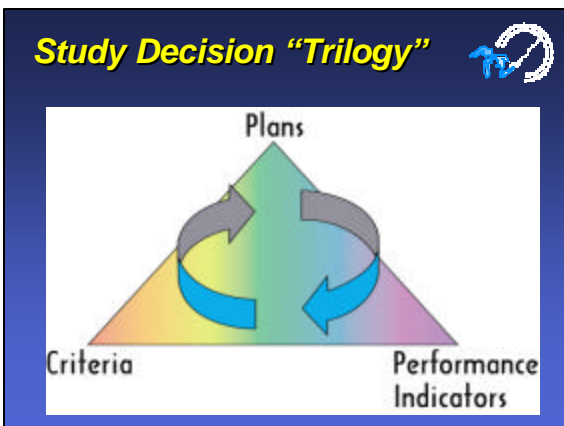 Study Decision “Trilogy”
Plans
Criteria
Performance
Indicators